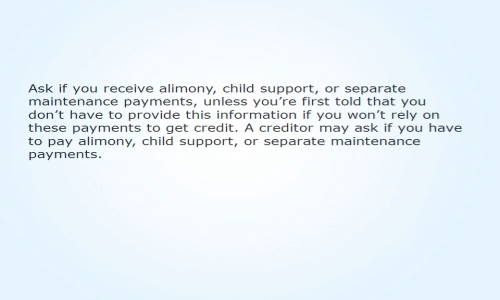 Ask if you receive alimony, child support, or separate
maintenance payments, unless you’re first told that you
don’t have to provide this information if you won’t rely on
these payments to get credit. A creditor may ask if you have
to pay alimony, child support, or separate maintenance
payments.